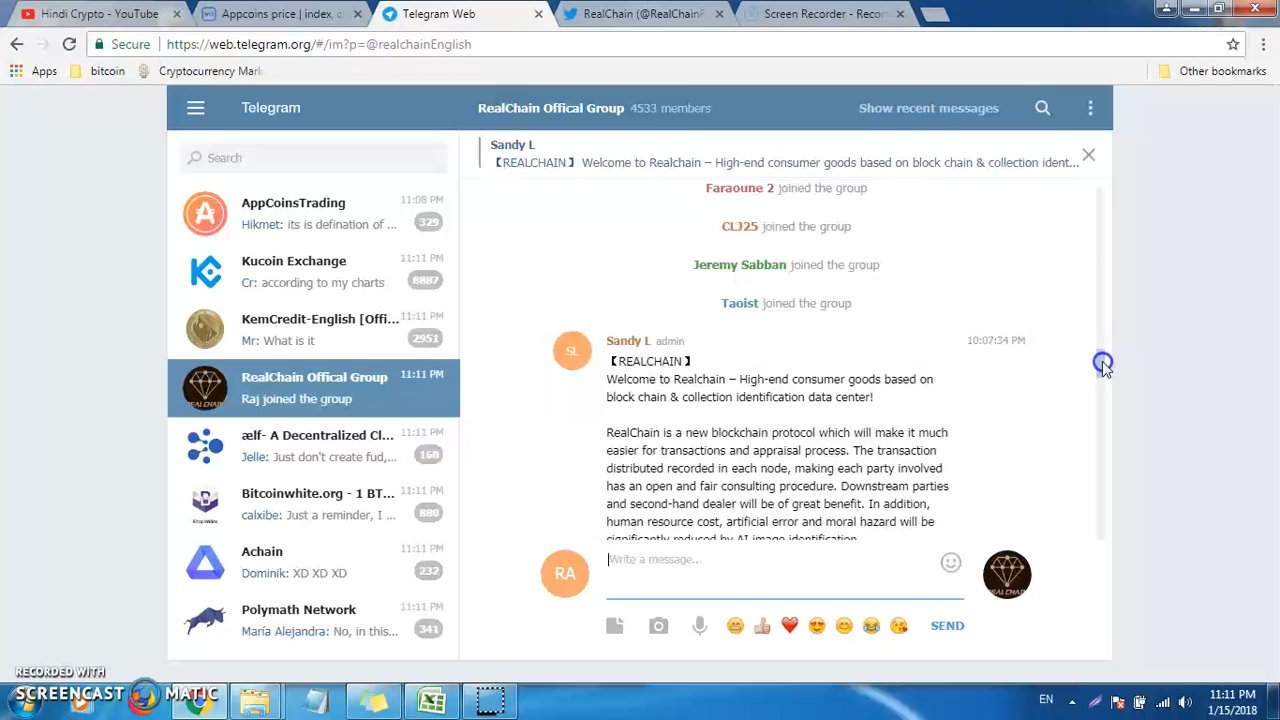 Hindi Crypto - YouTube
Appcoins price | index,
Telegram Web
RealChain (@RealChainF
Screen Recorder - Recor
Secure
https://web.telegram.org/#/im?p=@realchainEnglish
Apps
bitcoin
Cryptocurrency Mark
Other bookmarks
Telegram
RealChain Offical Group 4533 members
Show recent messages
Search
Sandy L
【REALCHAIN】 Welcome to Realchain – High-end consumer goods based on block chain & collection ident...
AppCoinsTrading
11:08 PM
Hikmet: its is defination of ...
329
Kucoin Exchange
11:11 PM
Cr: according to my charts
8887
KemCredit-English [Offi...
11:11 PM
Mr: What is it
2951
RealChain Offical Group
11:11 PM
Raj joined the group
ælf- A Decentralized Cl...
11:11 PM
Jelle: Just don't create fud,...
160
Bitcoinwhite.org - 1 BT...
11:11 PM
calxibe: Just a reminder, I ...
880
Achain
11:11 PM
Dominik: XD XD XD
232
Polymath Network
11:11 PM
María Alejandra: No, in this...
341
Faraoune 2 joined the group
CLJ25 joined the group
Jeremy Sabban joined the group
Taoist joined the group
SL
Sandy L admin
10:07:34 PM
【REALCHAIN】
Welcome to Realchain – High-end consumer goods based on
block chain & collection identification data center!
RealChain is a new blockchain protocol which will make it much
easier for transactions and appraisal process. The transaction
distributed recorded in each node, making each party involved
has an open and fair consulting procedure. Downstream parties
and second-hand dealer will be of great benefit. In addition,
human resource cost, artificial error and moral hazard will be
significantly reduced by AI image identification.
RA
Write a message...
REALCHAIN
SEND
RECORDED WITH
SCREENCAST MATIC
EN
11:11 PM
1/15/2018